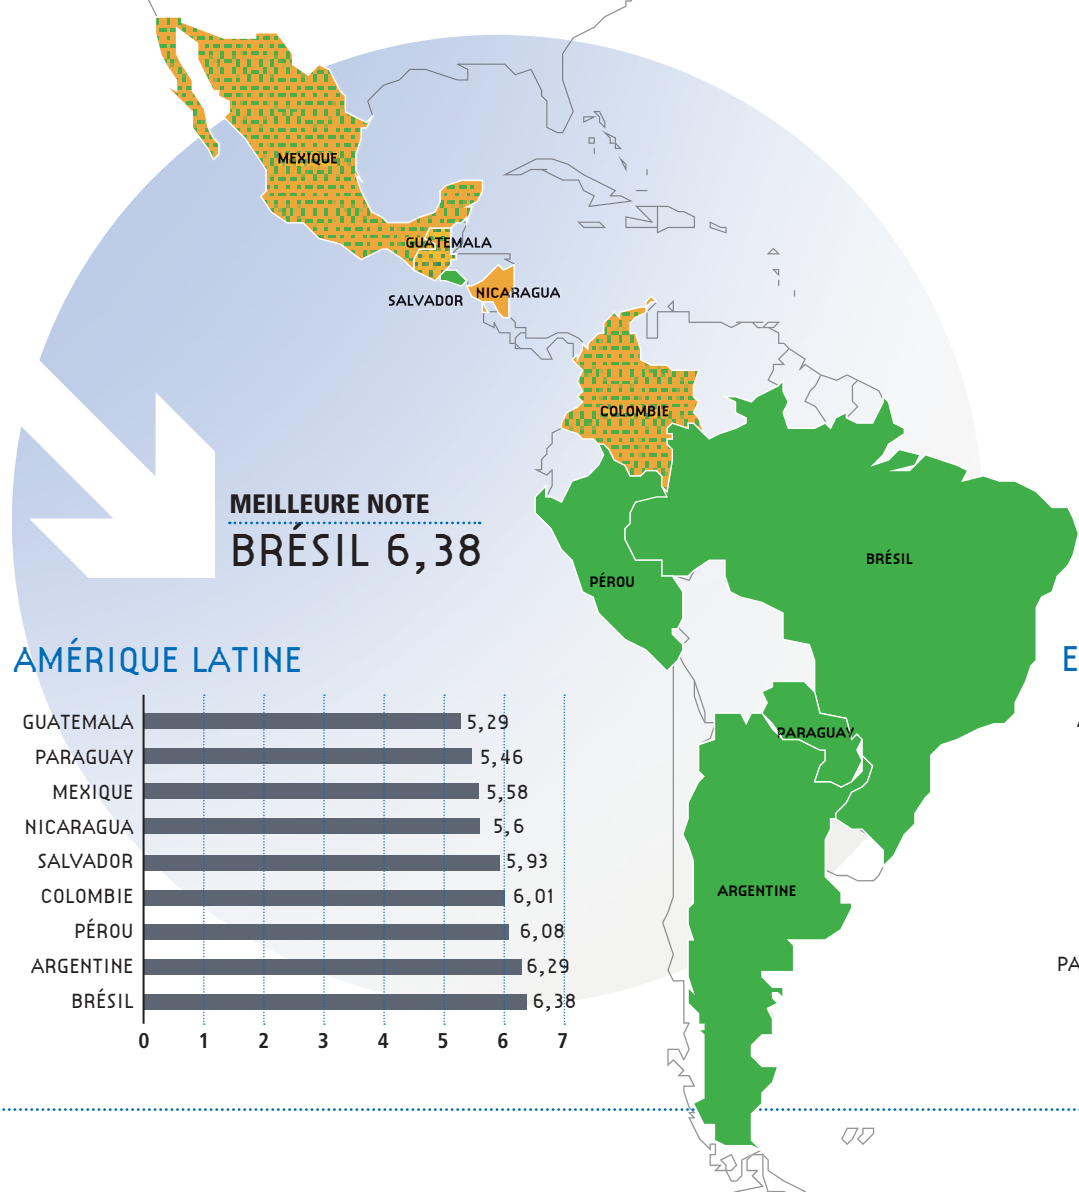 MEXIQUE
GUATEMALA
SALVADOR
NICARAGUA
COLOMBIE
MEILLEURE NOTE
BRÉSIL 6,38
BRÉSIL
PÉROU
PARAGUAY
ARGENTINE
AMÉRIQUE LATINE
GUATEMALA 5,29
PARAGUAY 5,46
MEXIQUE 5,58
NICARAGUA 5,6
SALVADOR 5,93
COLOMBIE 6,01
PÉROU 6,08
ARGENTINE 6,29
BRÉSIL 6,38
0 1 2 3 4 5 6 7
E
PA